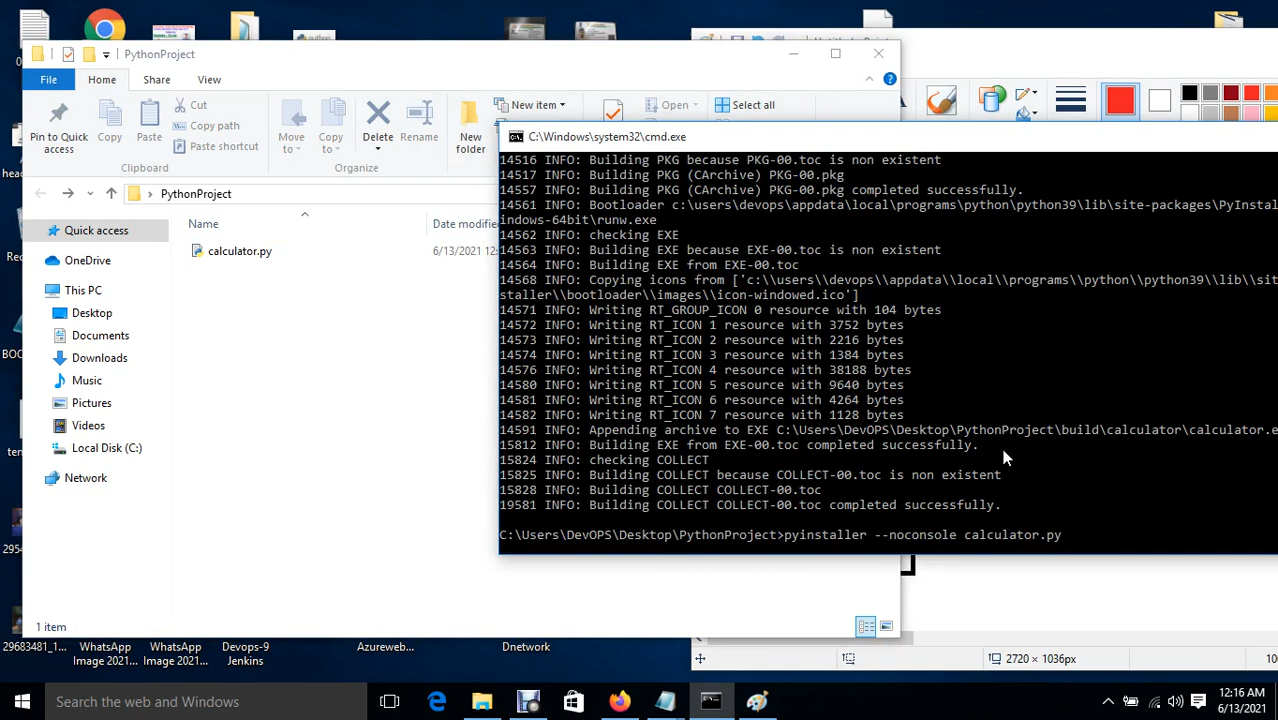 PythonProject
File
Home
Share
View
Pin to Quick access
Copy
Paste
Cut
Copy path
Paste shortcut
Clipboard
Move to
Copy to
Delete
Rename
Organize
New folder
New item
Open
Select all
PythonProject
Name
Date modifie
Quick access
calculator.py
6/13/2021 12:
OneDrive
This PC
Desktop
Documents
Downloads
Music
Pictures
Videos
Local Disk (C:)
Network
1 item
C:\Windows\system32\cmd.exe
14516 INFO: Building PKG because PKG-00.toc is non existent
14517 INFO: Building PKG (CArchive) PKG-00.pkg
14557 INFO: Building PKG (CArchive) PKG-00.pkg completed successfully.
14561 INFO: Bootloader c:\users\devops\appdata\local\programs\python\python39\lib\site-packages\PyInstal
indows-64bit\runw.exe
14562 INFO: checking EXE
14563 INFO: Building EXE because EXE-00.toc is non existent
14564 INFO: Building EXE from EXE-00.toc
14568 INFO: Copying icons from ['c:\\users\\devops\\appdata\\local\\programs\\python\\python39\\lib\\sit
staller\\bootloader\\images\\icon-windowed.ico']
14571 INFO: Writing RT_GROUP_ICON 0 resource with 104 bytes
14572 INFO: Writing RT_ICON 1 resource with 3752 bytes
14573 INFO: Writing RT_ICON 2 resource with 2216 bytes
14574 INFO: Writing RT_ICON 3 resource with 1384 bytes
14576 INFO: Writing RT_ICON 4 resource with 38188 bytes
14580 INFO: Writing RT_ICON 5 resource with 9640 bytes
14581 INFO: Writing RT_ICON 6 resource with 4264 bytes
14582 INFO: Writing RT_ICON 7 resource with 1128 bytes
14591 INFO: Appending archive to EXE C:\Users\DevOPS\Desktop\PythonProject\build\calculator\calculator.e
15812 INFO: Building EXE from EXE-00.toc completed successfully.
15824 INFO: checking COLLECT
15825 INFO: Building COLLECT because COLLECT-00.toc is non existent
15828 INFO: Building COLLECT COLLECT-00.toc
19581 INFO: Building COLLECT COLLECT-00.toc completed successfully.
C:\Users\DevOPS\Desktop\PythonProject>pyinstaller --noconsole calculator.py
29683481_1...
WhatsApp Image 2021...
WhatsApp Image 2021...
Devops-9 Jenkins
Azureweb...
Dnetwork
2720 × 1036px
Search the web and Windows
12:16 AM
6/13/2021